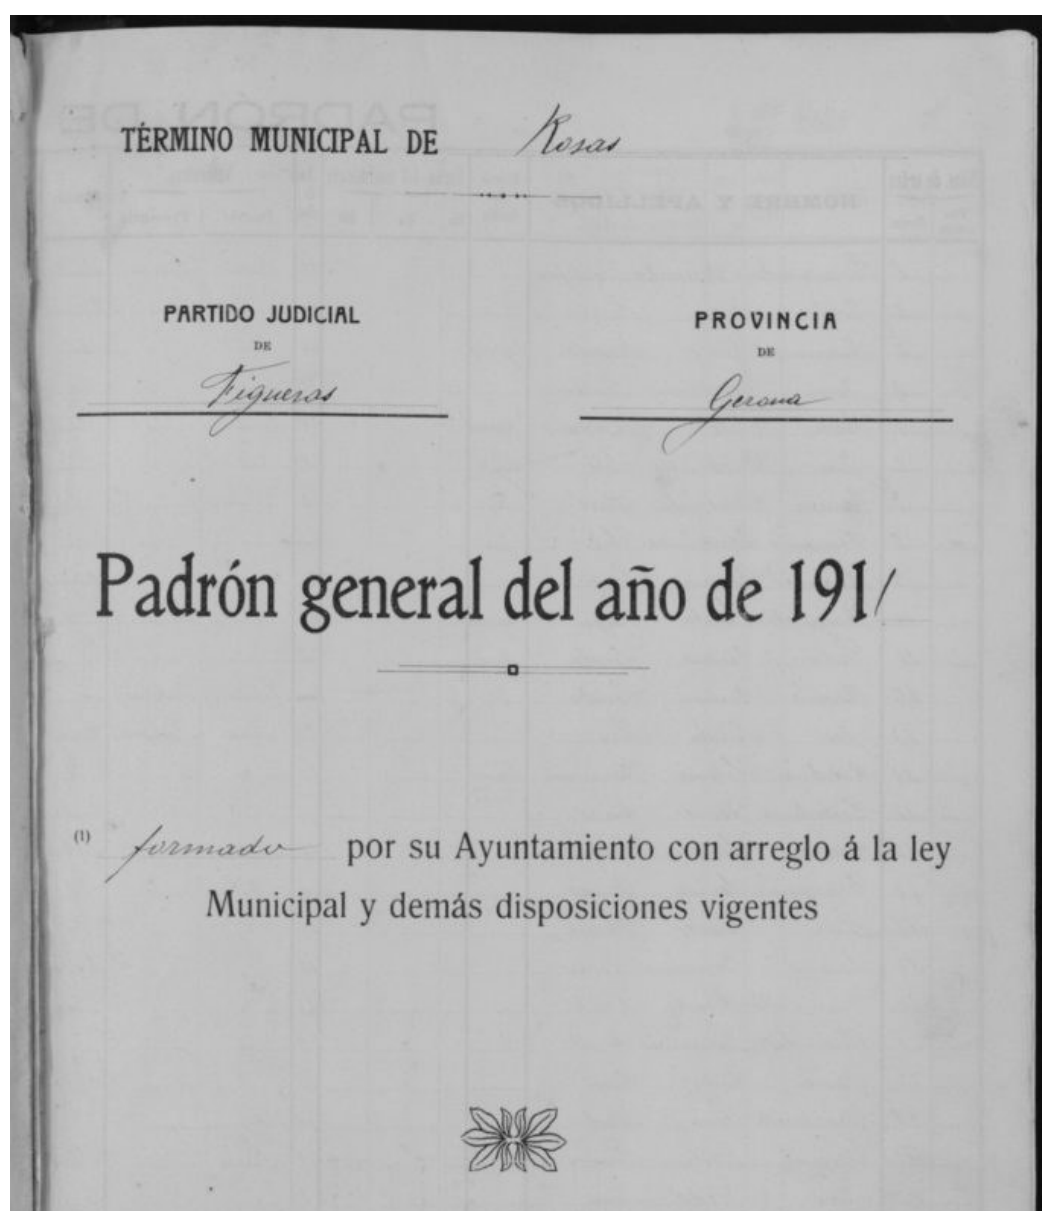 TÉRMINO MUNICIPAL DE Rosas
PARTIDO JUDICIAL
DE
Figueras
PROVINCIA
DE
Gerona
Padrón general del año de 1911
(1) formado por su Ayuntamiento con arreglo á la ley
Municipal y demás disposiciones vigentes